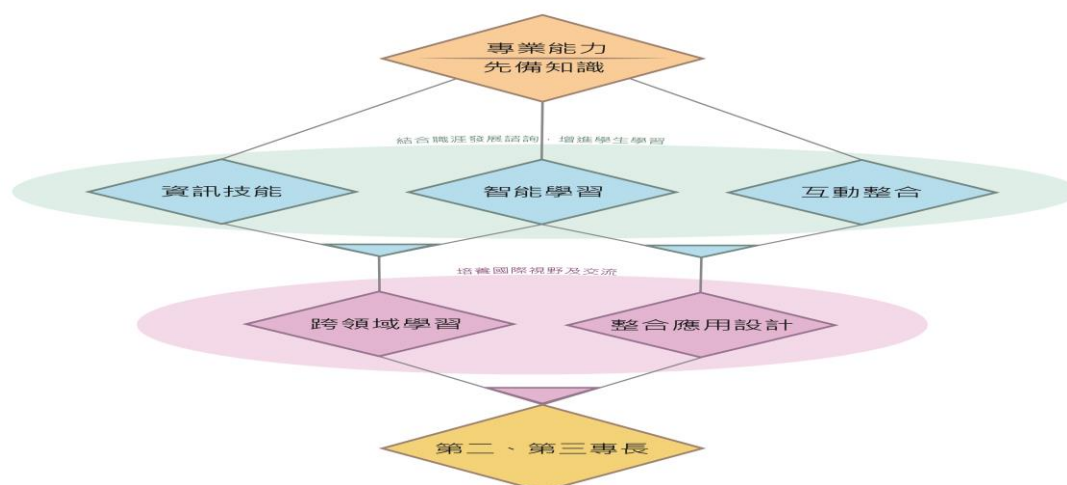 專業能力
先備知識
結合職涯發展諮詢、增進學生學習
資訊技能
智能學習
互動整合
培養國際視野及交流
跨領域學習
整合應用設計
第二、第三專長